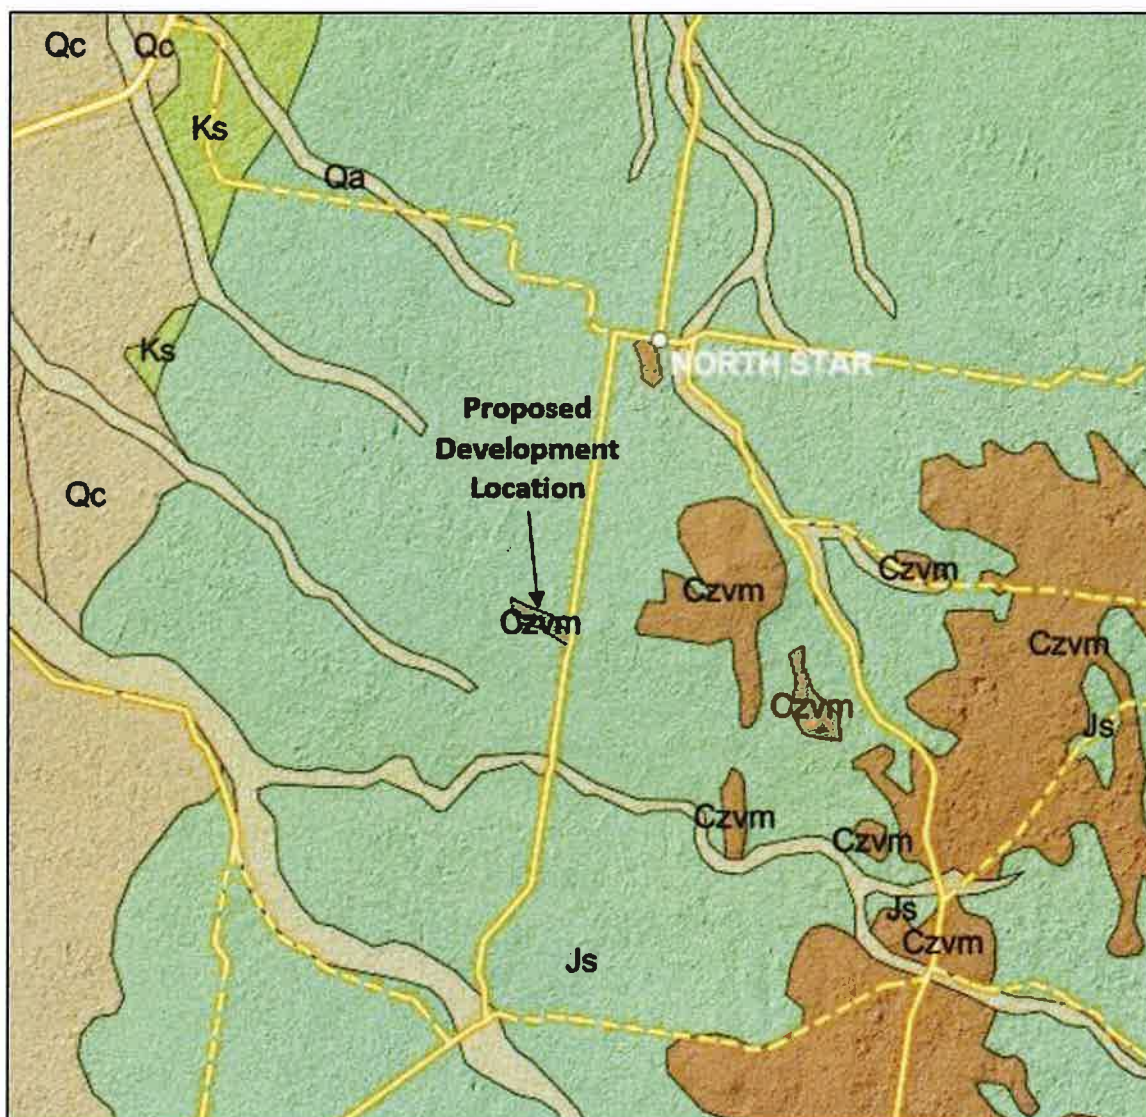 Qc
Qc
Ks
Qa
NORTH STAR
Ks
Proposed
Development
Location
Qc
Czvm
Czvm
Czvm
Czvm
Czvm
Js
Czvm
Czvm
Js
Czvm
Js